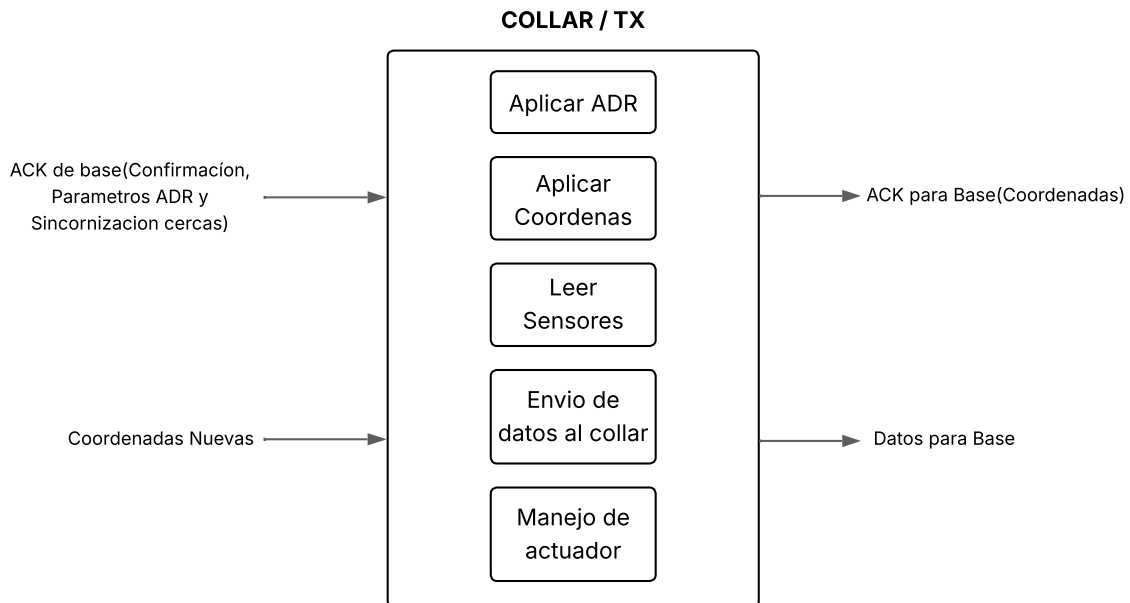 COLLAR / TX
Aplicar ADR
ACK de base(Confirmacíon,
Parametros ADR y
Sincornizacion cercas)
Aplicar
Coordenas
ACK para Base(Coordenadas)
Leer
Sensores
Envio de
datos al collar
Coordenadas Nuevas
Datos para Base
Manejo de
actuador